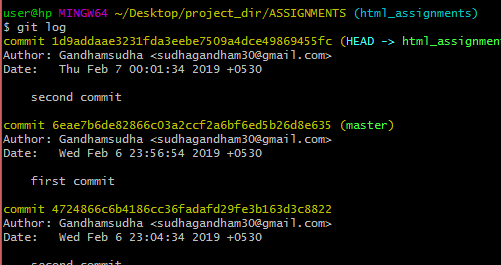 user@hp MINGW64 ~/Desktop/project_dir/ASSIGNMENTS (html_assignments)
$ git log
commit 1d9addaae3231fda3eebe7509a4dce49869455fc (HEAD -> html_assignmen
Author: Gandhamsudha <sudhagandham30@gmail.com>
Date: Thu Feb 7 00:01:34 2019 +0530
second commit
commit 6eae7b6de82866c03a2ccf2a6bf6ed5b26d8e635 (master)
Author: Gandhamsudha <sudhagandham30@gmail.com>
Date: Wed Feb 6 23:56:54 2019 +0530
first commit
commit 4724866c6b4186cc36fadafd29fe3b163d3c8822
Author: Gandhamsudha <sudhagandham30@gmail.com>
Date: Wed Feb 6 23:04:34 2019 +0530
second commit